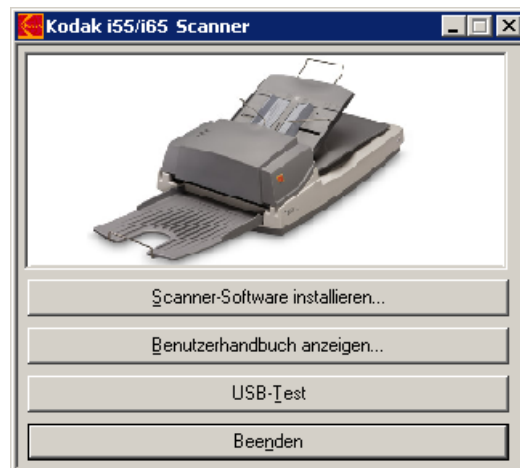 Kodak i55/i65 Scanner
Scanner-Software installieren...
Benutzerhandbuch anzeigen...
USB-Test
Beenden